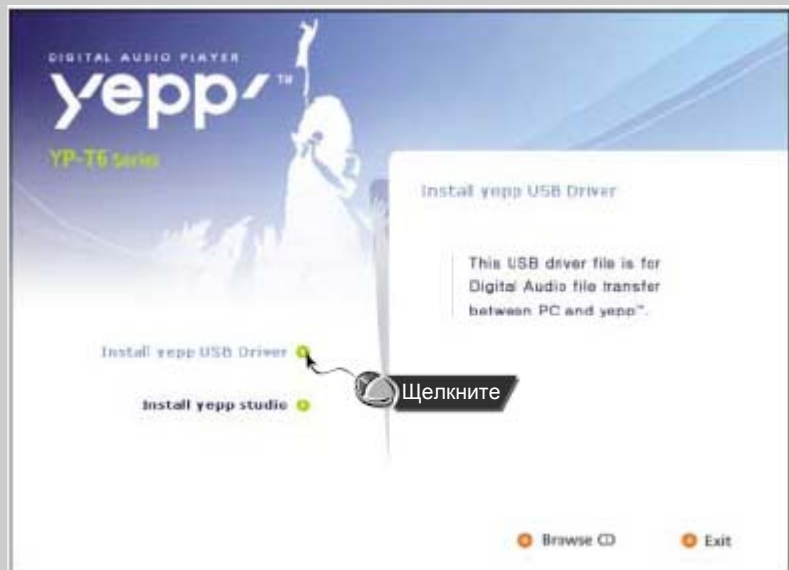 DIGITAL AUDIO PLAYER
yepp' TM
YP-T6 series
Install yepp USB Driver
This USB driver file is for
Digital Audio file transfer
between PC and yepp™.
Install yepp USB Driver
Щелкните
Install yepp studio
Browse CD
Exit